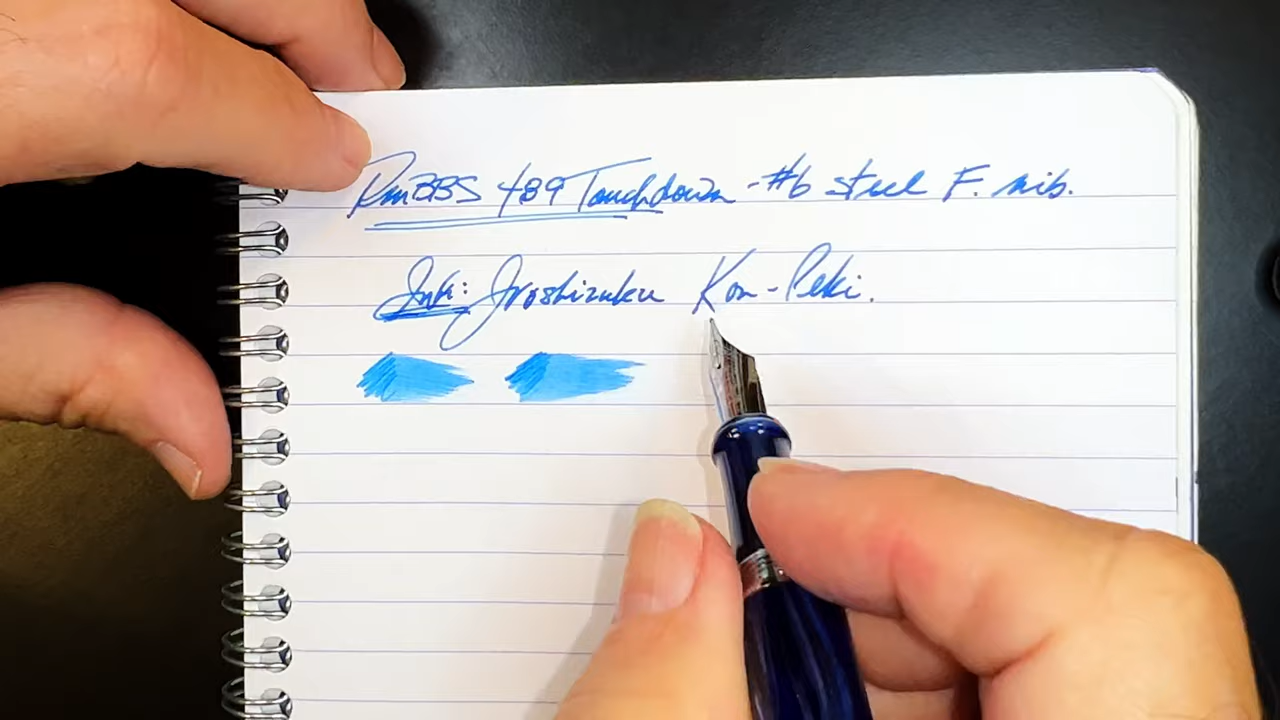 PenBBS 489 Touchdown - #6 steel F. nib.
Ink: Iroshizuku Kon-Peki.